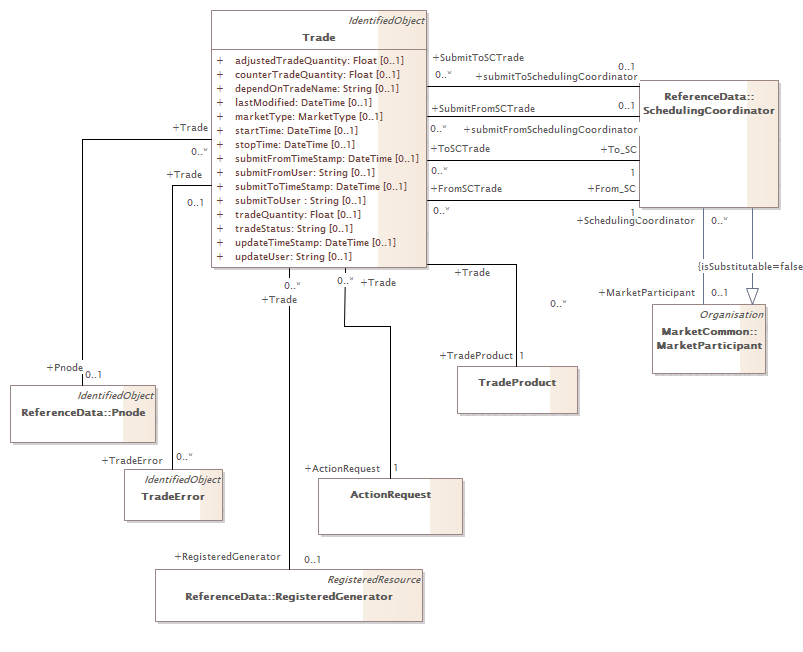 IdentifiedObject
Trade
+ adjustedTradeQuantity: Float [0..1]
+ counterTradeQuantity: Float [0..1]
+ dependOnTradeName: String [0..1]
+ lastModified: DateTime [0..1]
+ marketType: MarketType [0..1]
+ startTime: DateTime [0..1]
+ stopTime: DateTime [0..1]
+ submitFromTimeStamp: DateTime [0..1]
+ submitFromUser: String [0..1]
+ submitToTimeStamp: DateTime [0..1]
+ submitToUser : String [0..1]
+ tradeQuantity: Float [0..1]
+ tradeStatus: String [0..1]
+ updateTimeStamp: DateTime [0..1]
+ updateUser: String [0..1]
+SubmitToSCTrade
0..1
0..*
+submitToSchedulingCoordinator
+SubmitFromSCTrade
0..1
0..*
+submitFromSchedulingCoordinator
+ToSCTrade
+To_SC
0..*
1
+FromSCTrade
+From_SC
0..*
1
ReferenceData::
SchedulingCoordinator
+SchedulingCoordinator
0..*
{isSubstitutable=false
+MarketParticipant
0..1
Organisation
MarketCommon::
MarketParticipant
+Trade
0..*
+Trade
0..1
0..*
+Trade
0..*
+Trade
+Trade
0..*
+Pnode
0..1
IdentifiedObject
ReferenceData::Pnode
+TradeProduct
1
TradeProduct
+TradeError
0..*
IdentifiedObject
TradeError
+ActionRequest
1
ActionRequest
+RegisteredGenerator
0..1
RegisteredResource
ReferenceData::RegisteredGenerator